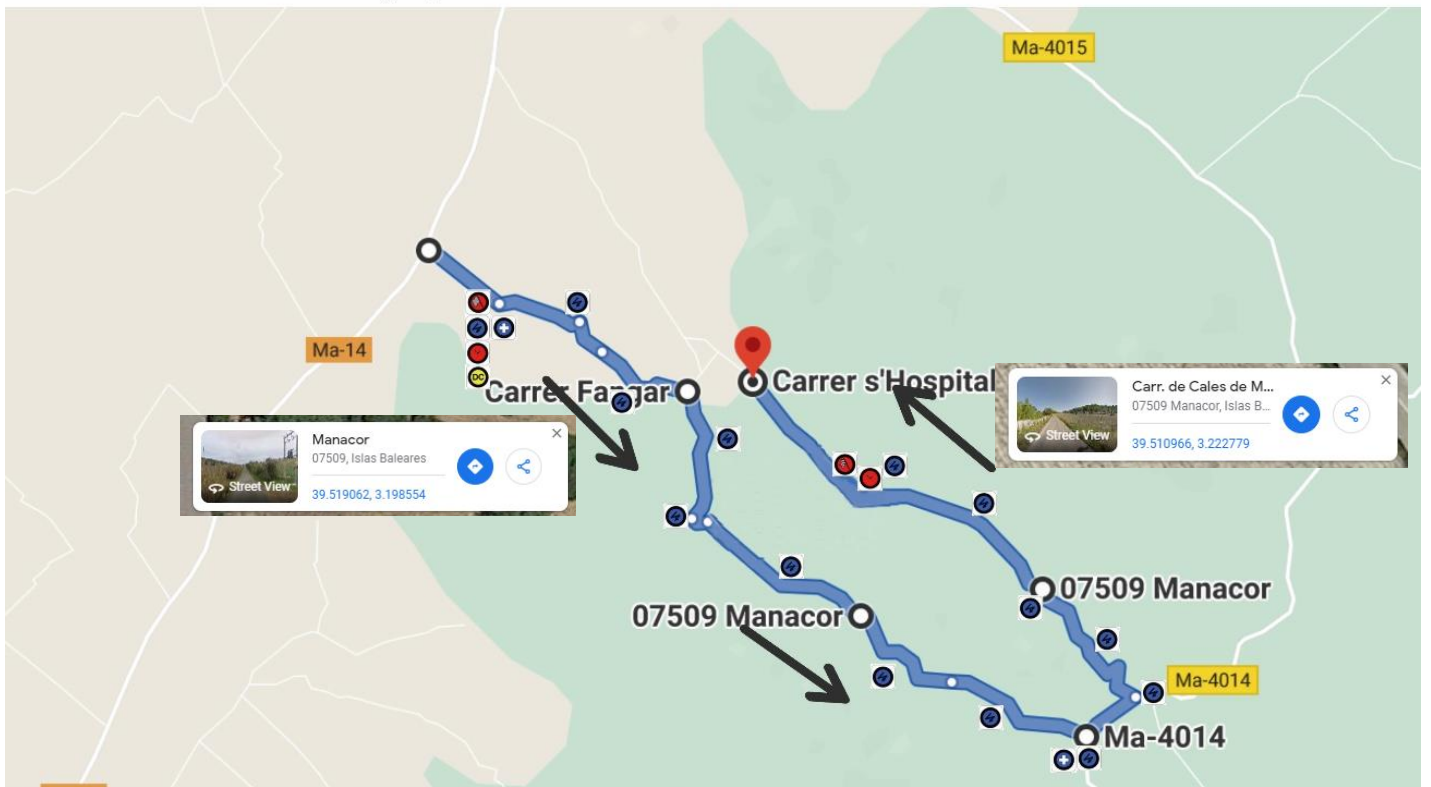 Ma-4015
Ma-14
DC
Carrer Fangar
Carrer s'Hospital
Street View
Carr. de Cales de M...
07509 Manacor, Islas B...
39.510966, 3.222779
Street View
Manacor
07509, Islas Baleares
39.519062, 3.198554
07509 Manacor
07509 Manacor
Ma-4014
Ma-4014